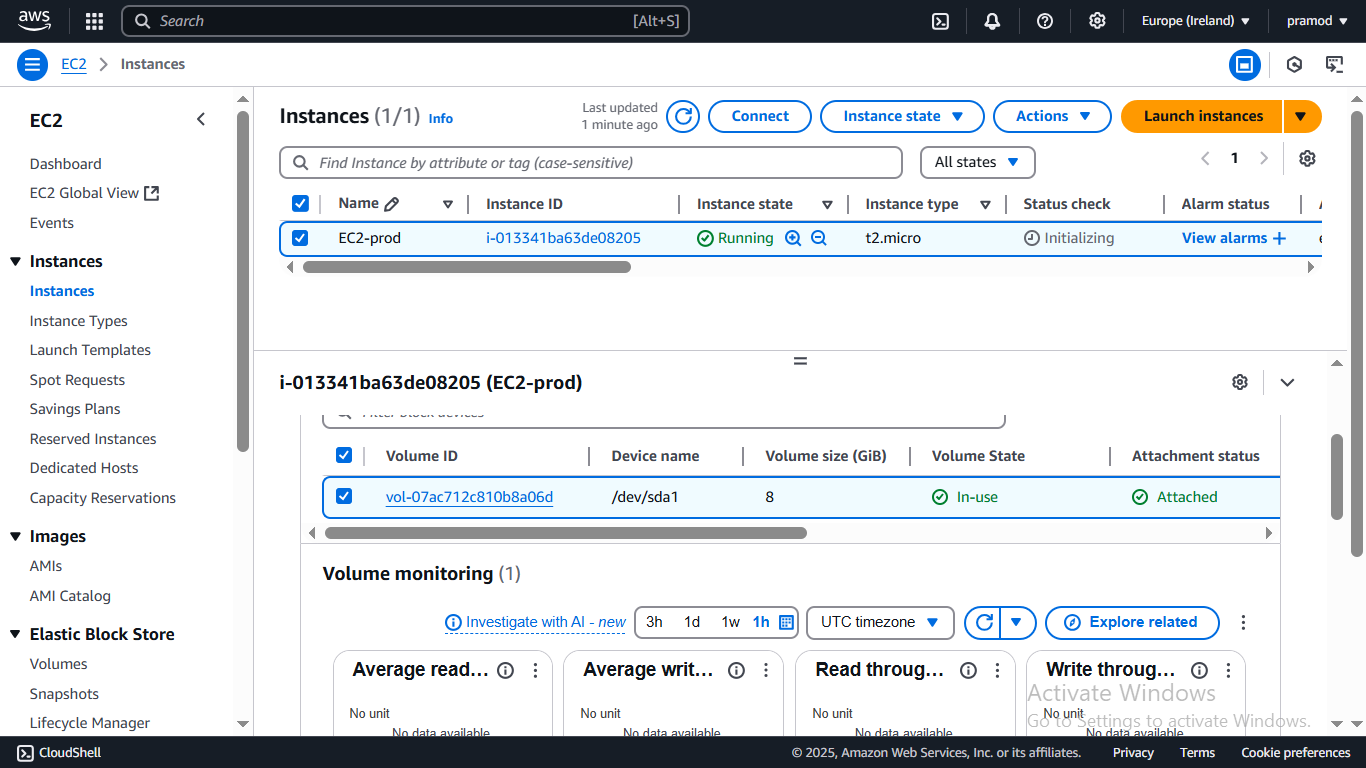 aws
Search [Alt+S]
Europe (Ireland)
pramod
EC2 Instances
EC2
Dashboard
EC2 Global View
Events
Instances
Instances
Instance Types
Launch Templates
Spot Requests
Savings Plans
Reserved Instances
Dedicated Hosts
Capacity Reservations
Images
AMIs
AMI Catalog
Elastic Block Store
Volumes
Snapshots
Lifecycle Manager
Instances (1/1) Info
Last updated
1 minute ago
Connect
Instance state
Actions
Launch instances
Find Instance by attribute or tag (case-sensitive)
All states
1
Name Instance ID Instance state Instance type Status check Alarm status
EC2-prod i-013341ba63de08205 Running t2.micro Initializing View alarms
i-013341ba63de08205 (EC2-prod)
Filter block devices
Volume ID Device name Volume size (GiB) Volume State Attachment status
vol-07ac712c810b8a06d /dev/sda1 8 In-use Attached
Volume monitoring (1)
Investigate with AI - new 3h 1d 1w 1h UTC timezone Explore related
Average read... Average writ... Read throug... Write throug...
No unit No unit No unit No unit
No data available No data available No data available No data available
Activate Windows
Go to Settings to activate Windows.
CloudShell
© 2025, Amazon Web Services, Inc. or its affiliates. Privacy Terms Cookie preferences